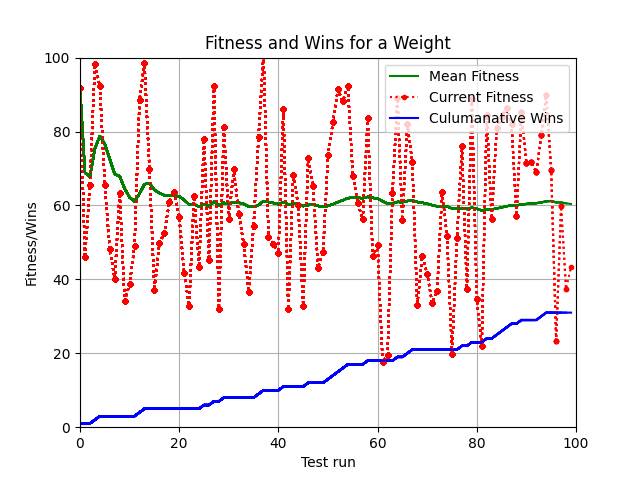 Fitness and Wins for a Weight
Mean Fitness
Current Fitness
Culumanative Wins
Fitness/Wins
100
80
60
40
20
0
0 20 40 60 80 100
Test run